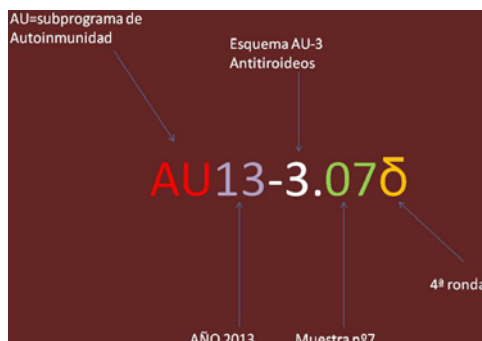 AU=subprograma de
Autoinmunidad
Esquema AU-3
Antitiroideos
AU13-3.07δ
4ª ronda
AÑO 2013
Muestra nº7